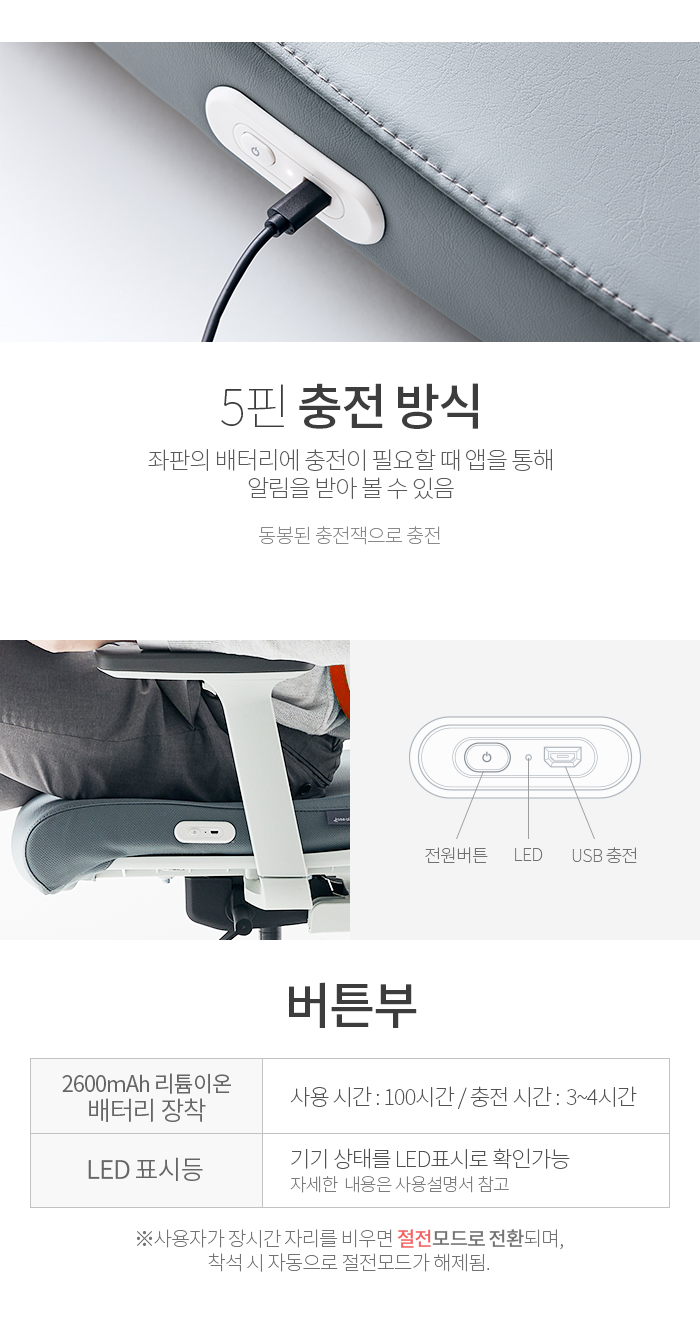 5핀 충전 방식
좌판의 배터리에 충전이 필요할 때 앱을 통해
알림을 받아 볼 수 있음
동봉된 충전잭으로 충전
전원버튼 LED USB 충전
버튼부
2600mAh 리튬이온
배터리 장착
사용 시간 : 100시간 / 충전 시간 : 3~4시간
LED 표시등
기기 상태를 LED표시로 확인가능
자세한 내용은 사용설명서 참고
※사용자가 장시간 자리를 비우면 절전모드로 전환되며,
착석 시 자동으로 절전모드가 해제됨.